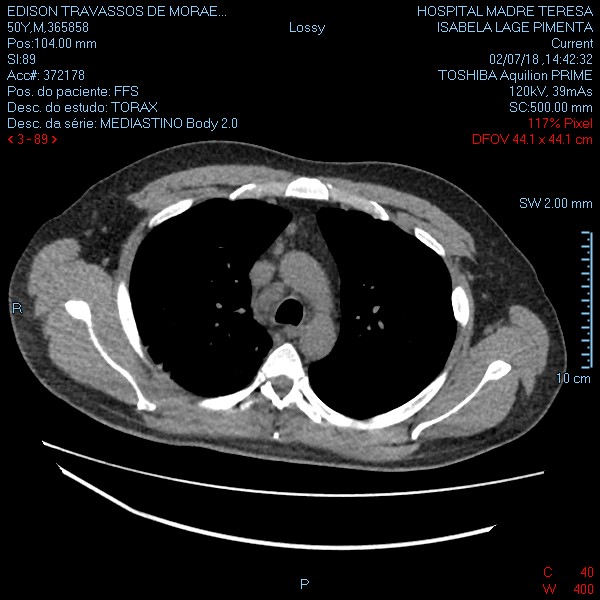 EDISON TRAVASSOS DE MORAE...
50Y,M,365858
Pos:104.00 mm
SI:89
Acc#: 372178
Pos. do paciente: FFS
Desc. do estudo: TORAX
Desc. da série: MEDIASTINO Body 2.0
< 3 - 89 >
Lossy
HOSPITAL MADRE TERESA
ISABELA LAGE PIMENTA
Current
02/07/18 ,14:42:32
TOSHIBA Aquilion PRIME
120kV, 39mAs
SC:500.00 mm
117% Pixel
DFOV 44.1 x 44.1 cm
SW 2.00 mm
R
10 cm
P
C 40
W 400